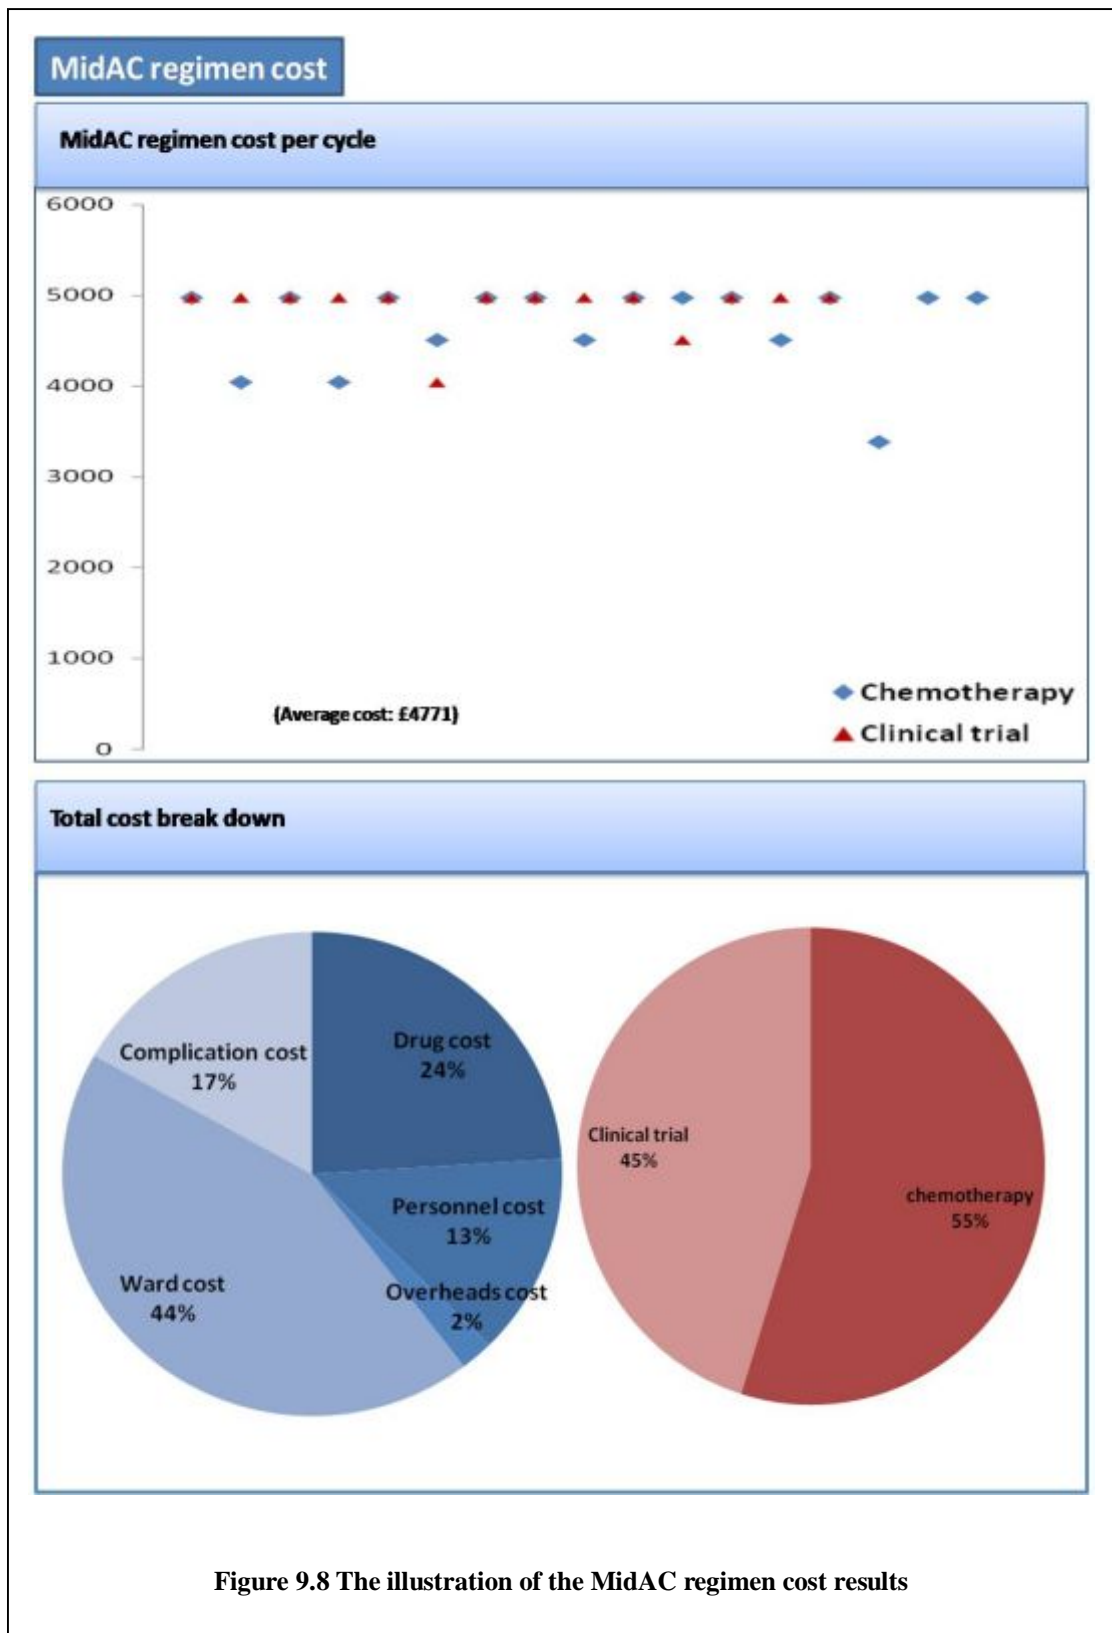 MidAC regimen cost
MidAC regimen cost per cycle
6000
5000
4000
3000
2000
1000
0
(Average cost: £4771)
Chemotherapy
Clinical trial
Total cost break down
Complication cost
17%
Drug cost
24%
Personnel cost
13%
Overheads cost
2%
Ward cost
44%
Clinical trial
45%
chemotherapy
55%
Figure 9.8 The illustration of the MidAC regimen cost results